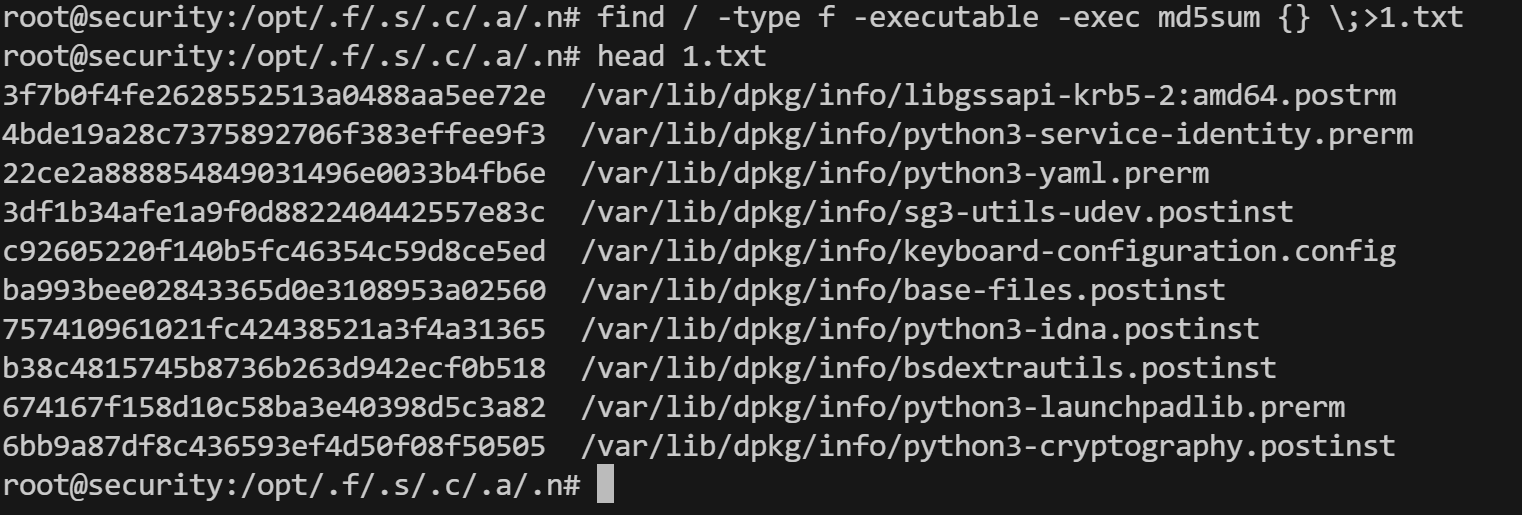 root@security:/opt/.f/.s/.c/.a/.n# find / -type f -executable -exec md5sum {} \;>1.txt
root@security:/opt/.f/.s/.c/.a/.n# head 1.txt
3f7b0f4fe2628552513a0488aa5ee72e  /var/lib/dpkg/info/libgssapi-krb5-2:amd64.postrm
4bde19a28c7375892706f383effee9f3  /var/lib/dpkg/info/python3-service-identity.prerm
22ce2a8888548490​31496e0033b4fb6e  /var/lib/dpkg/info/python3-yaml.prerm
3df1b34afe1a9f0d882240442557e83c  /var/lib/dpkg/info/sg3-utils-udev.postinst
c92605220f140b5fc46354c59d8ce5ed  /var/lib/dpkg/info/keyboard-configuration.config
ba993bee02843365d0e3108953a02560  /var/lib/dpkg/info/base-files.postinst
757410961021fc42438521a3f4a31365  /var/lib/dpkg/info/python3-idna.postinst
b38c4815745b8736b263d942ecf0b518  /var/lib/dpkg/info/bsdextrautils.postinst
674167f158d10c58ba3e40398d5c3a82  /var/lib/dpkg/info/python3-launchpadlib.prerm
6bb9a87df8c436593ef4d50f08f50505  /var/lib/dpkg/info/python3-cryptography.postinst
root@security:/opt/.f/.s/.c/.a/.n#